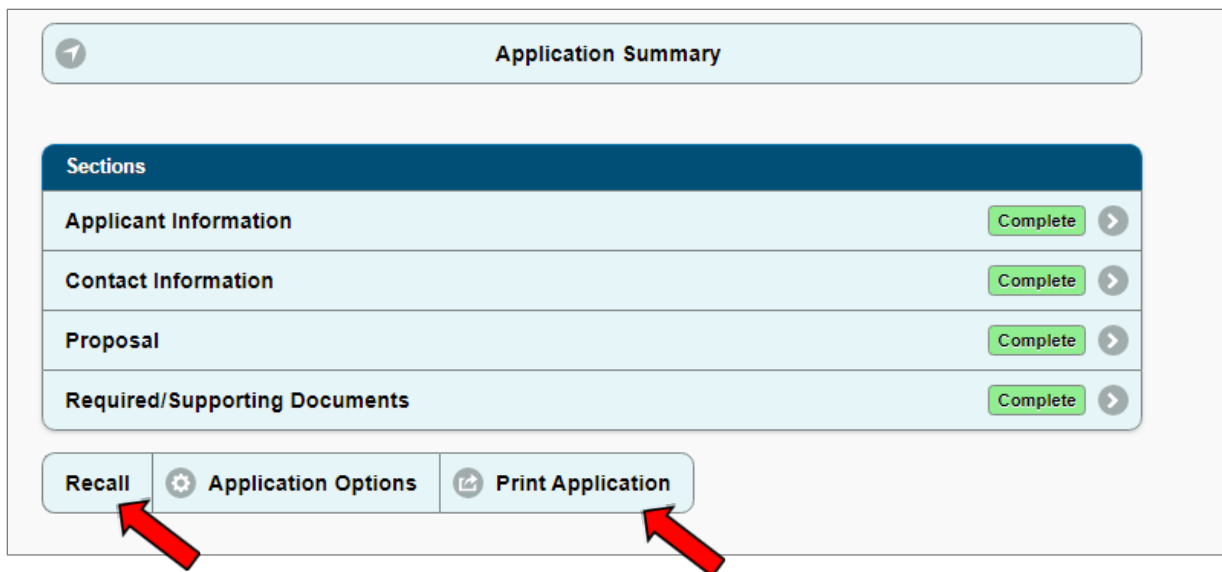 Application Summary
Sections
Applicant Information Complete
Contact Information Complete
Proposal Complete
Required/Supporting Documents Complete
Recall Application Options Print Application